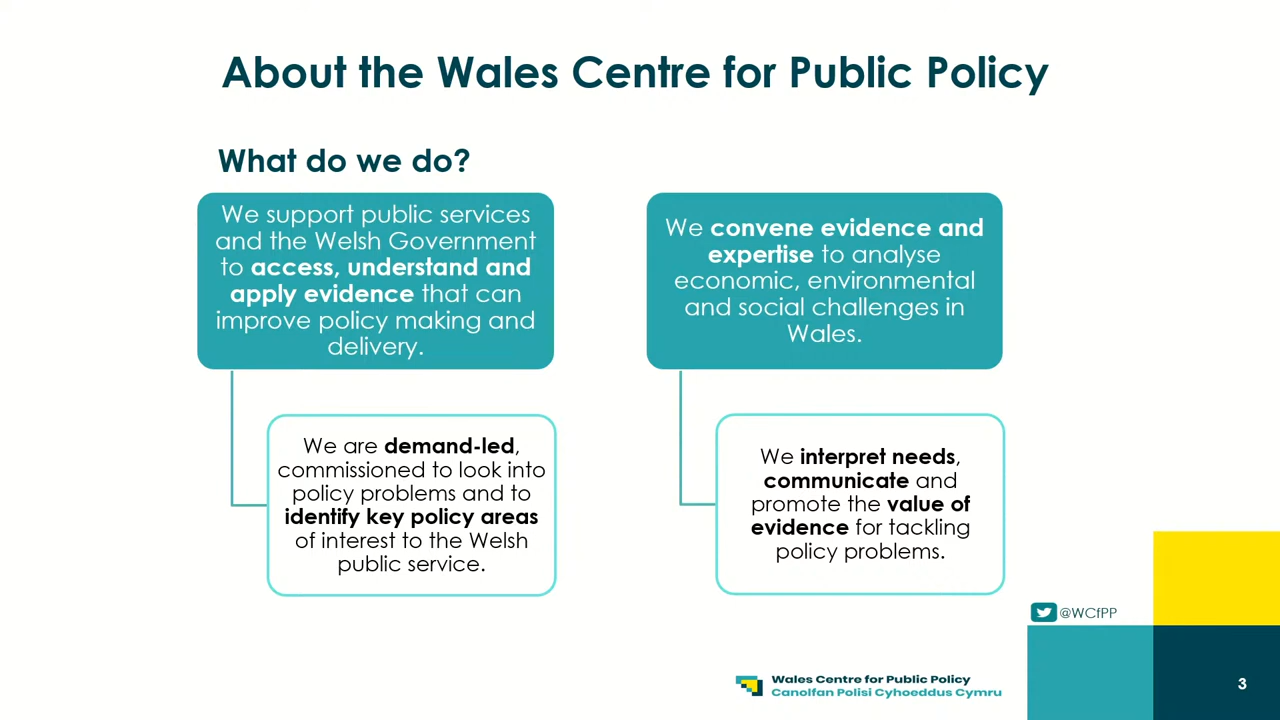 About the Wales Centre for Public Policy
What do we do?
We support public services
and the Welsh Government
to access, understand and
apply evidence that can
improve policy making and
delivery.
We are demand-led,
commissioned to look into
policy problems and to
identify key policy areas
of interest to the Welsh
public service.
We convene evidence and
expertise to analyse
economic, environmental
and social challenges in
Wales.
We interpret needs,
communicate and
promote the value of
evidence for tackling
policy problems.
@WCfPP
Wales Centre for Public Policy
Canolfan Polisi Cyhoeddus Cymru
3